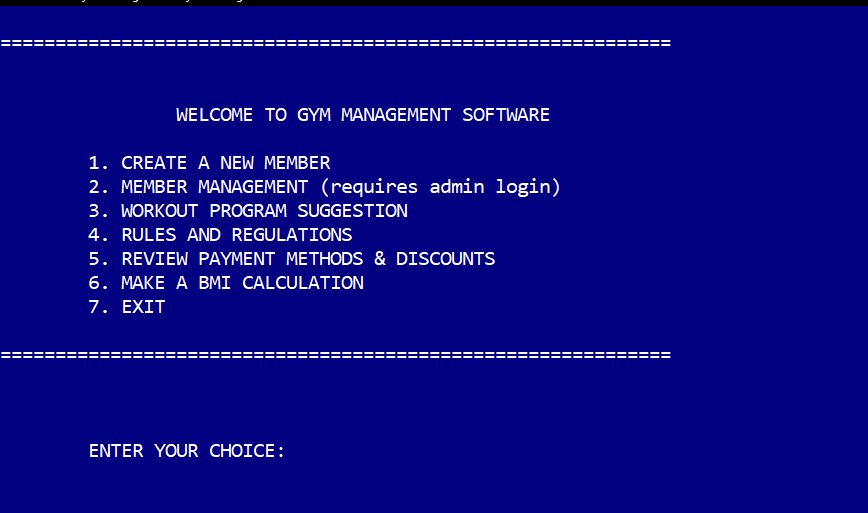 ============================================================
WELCOME TO GYM MANAGEMENT SOFTWARE
1. CREATE A NEW MEMBER
2. MEMBER MANAGEMENT (requires admin login)
3. WORKOUT PROGRAM SUGGESTION
4. RULES AND REGULATIONS
5. REVIEW PAYMENT METHODS & DISCOUNTS
6. MAKE A BMI CALCULATION
7. EXIT
============================================================
ENTER YOUR CHOICE: